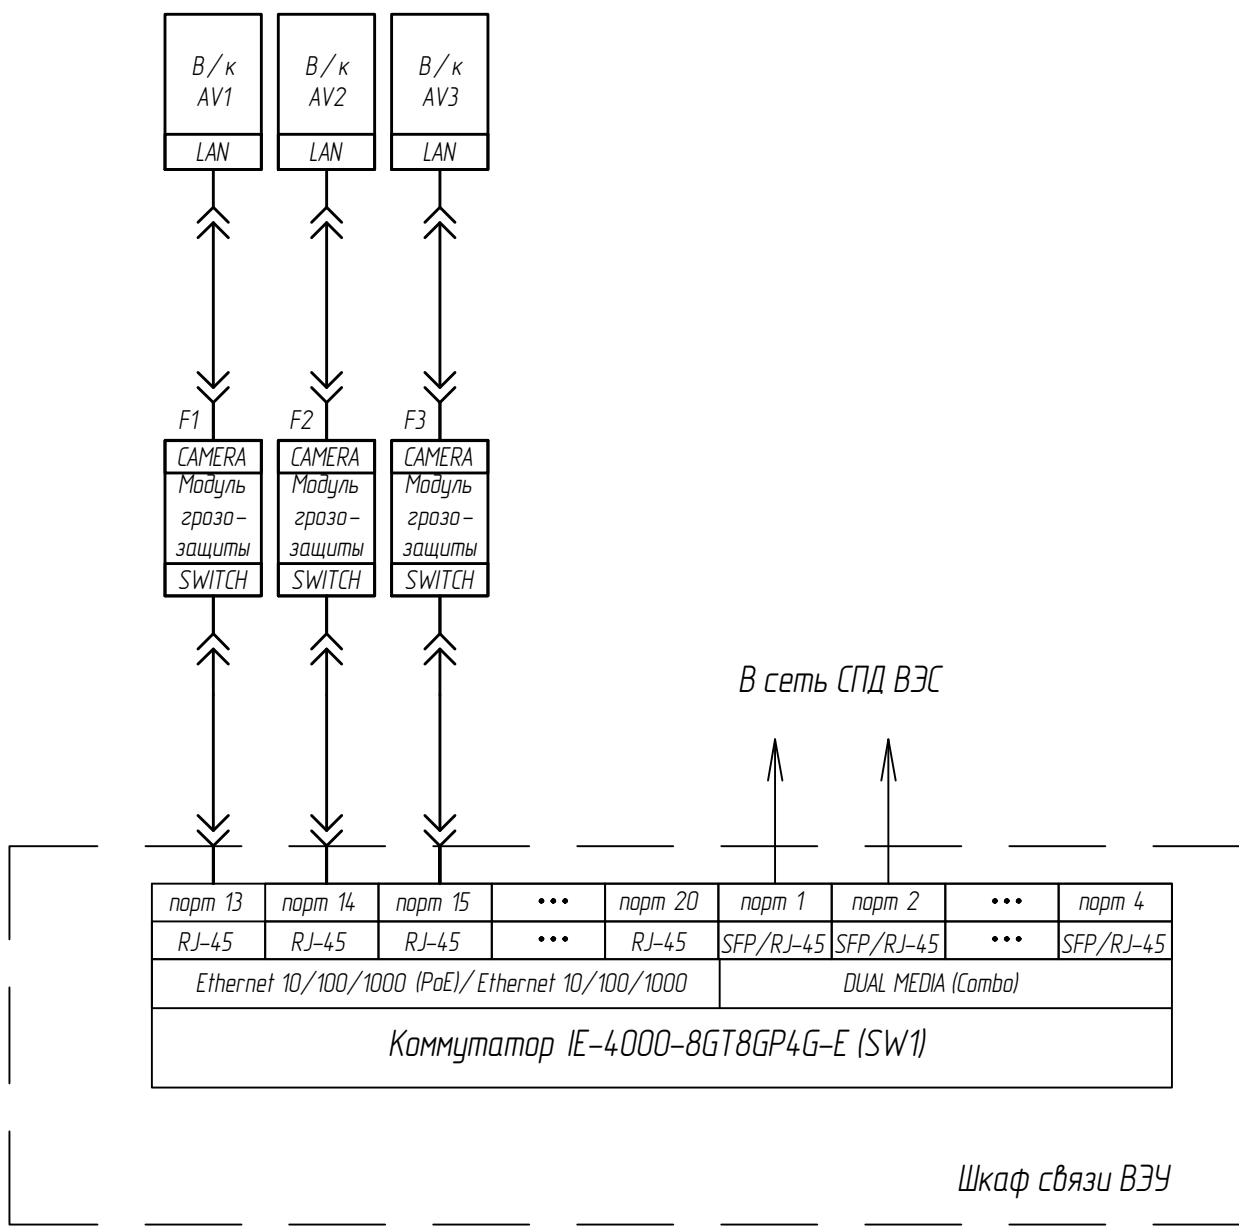 В/к В/к В/к
AV1 AV2 AV3
LAN LAN LAN
F1 F2 F3
CAMERA CAMERA CAMERA
Модуль Модуль Модуль
грозо- грозо- грозо-
защиты защиты защиты
SWITCH SWITCH SWITCH
В сеть СПД ВЭС
порт 13 порт 14 порт 15 ••• порт 20 порт 1 порт 2 ••• порт 4
RJ-45 RJ-45 RJ-45 ••• RJ-45 SFP/RJ-45 SFP/RJ-45 ••• SFP/RJ-45
Ethernet 10/100/1000 (PoE)/ Ethernet 10/100/1000 DUAL MEDIA (Combo)
Коммутатор IE-4000-8GT8GP4G-E (SW1)
Шкаф связи ВЭУ